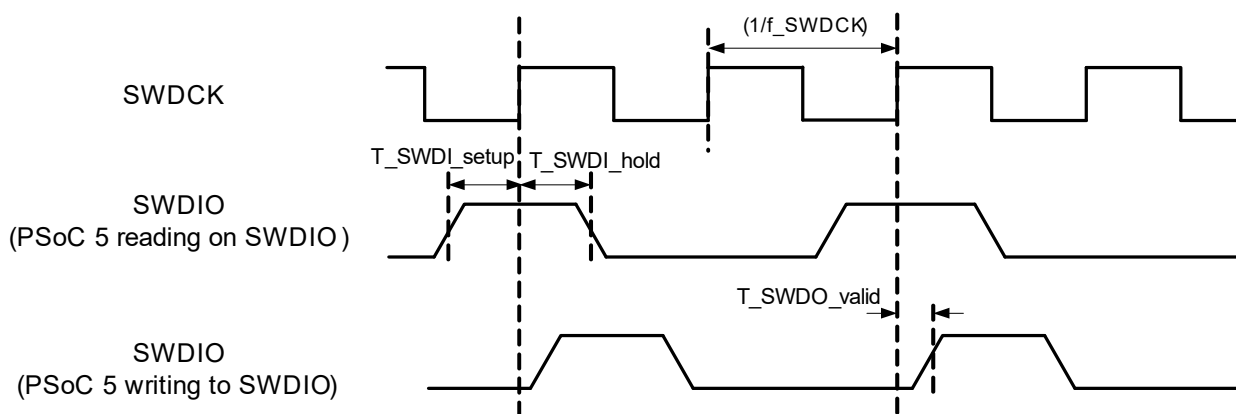 (1/f_SWDCK)
SWDCK
T_SWDI_setup
T_SWDI_hold
SWDIO
(PSoC 5 reading on SWDIO)
T_SWDO_valid
SWDIO
(PSoC 5 writing to SWDIO)